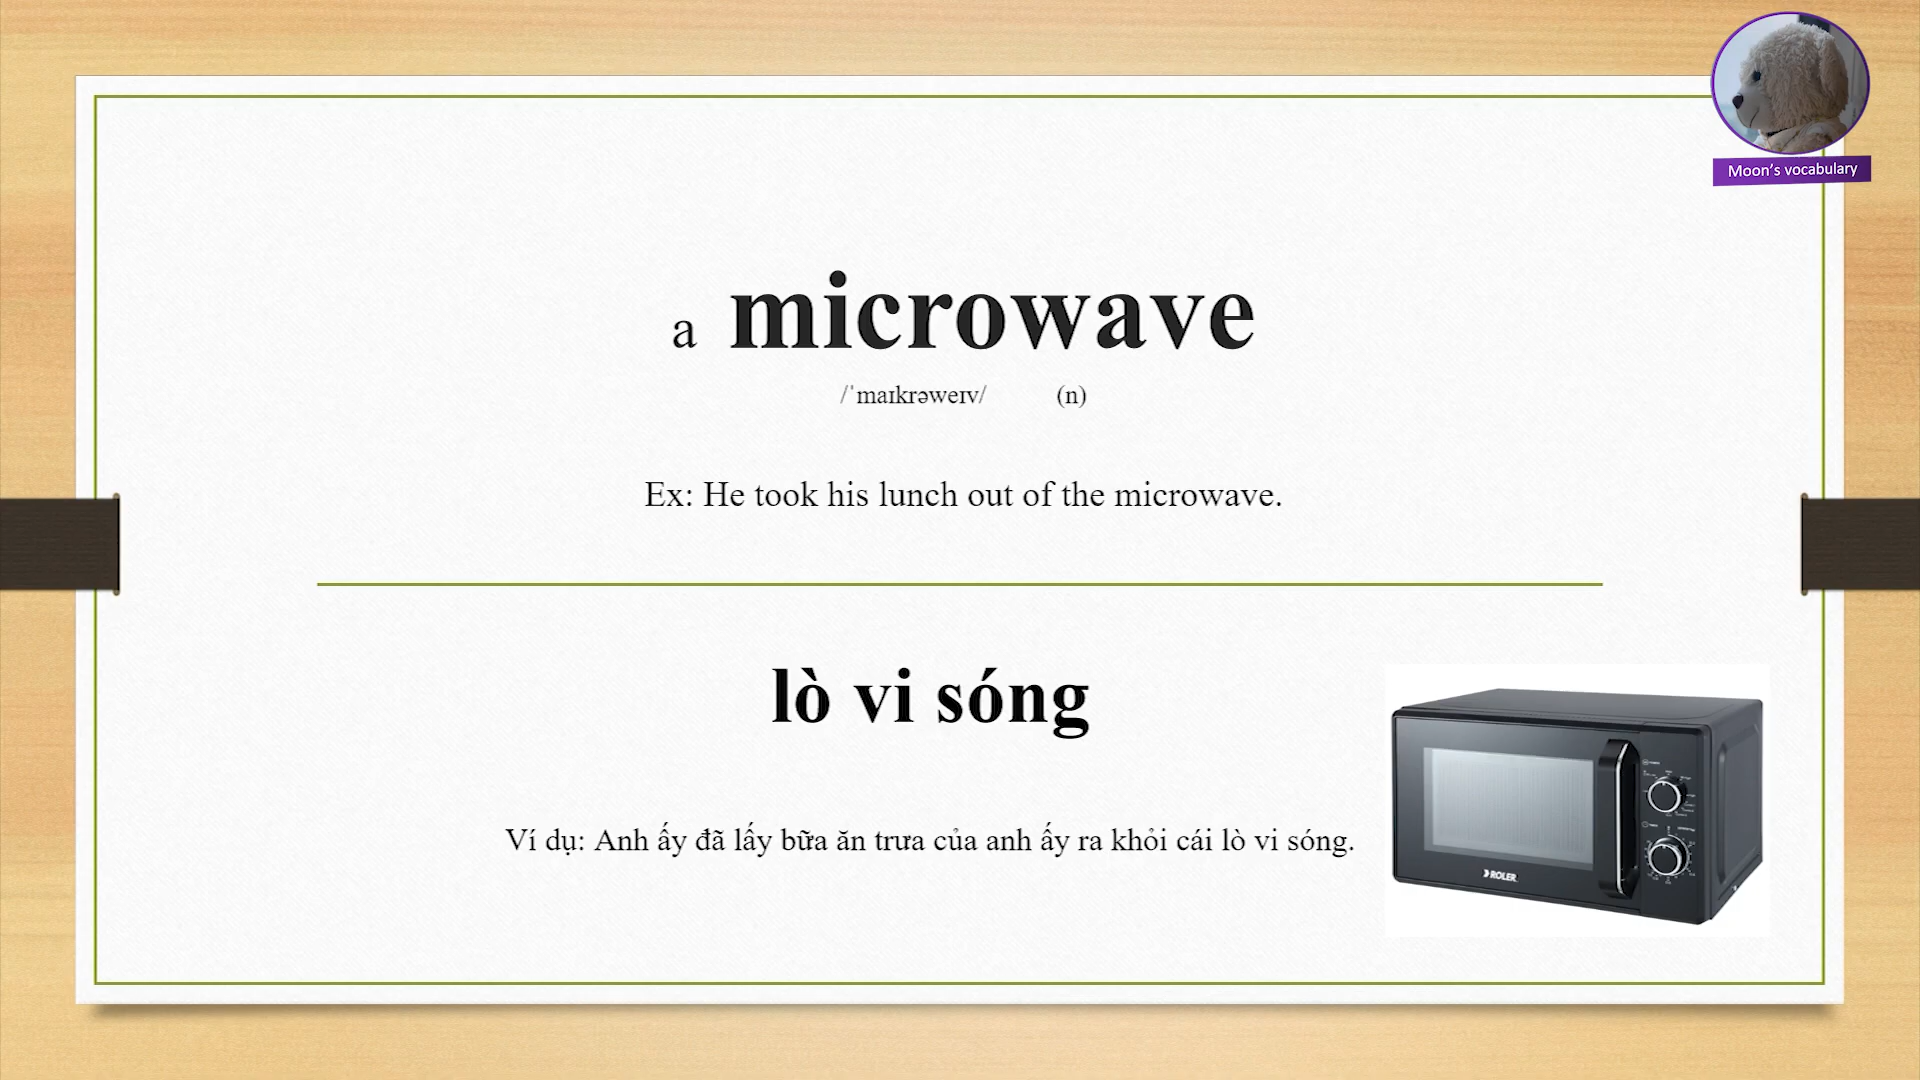 Moon's vocabulary
a microwave
/ˈmaɪkrəweɪv/ (n)
Ex: He took his lunch out of the microwave.
lò vi sóng
Ví dụ: Anh ấy đã lấy bữa ăn trưa của anh ấy ra khỏi cái lò vi sóng.
ROLER